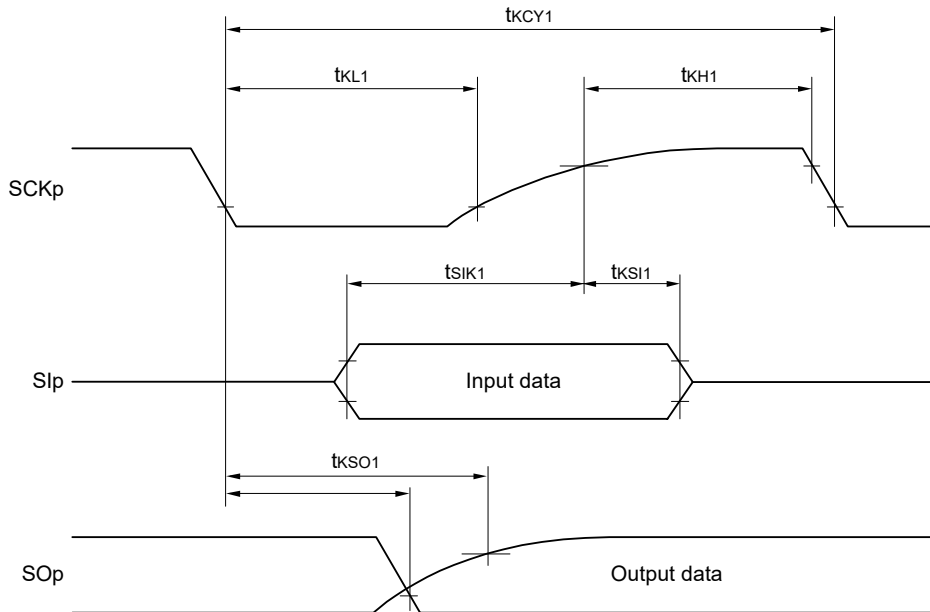 tKCY1
tKL1
tKH1
SCKp
tSIK1
tKSI1
SIp
Input data
tKSO1
SOp
Output data